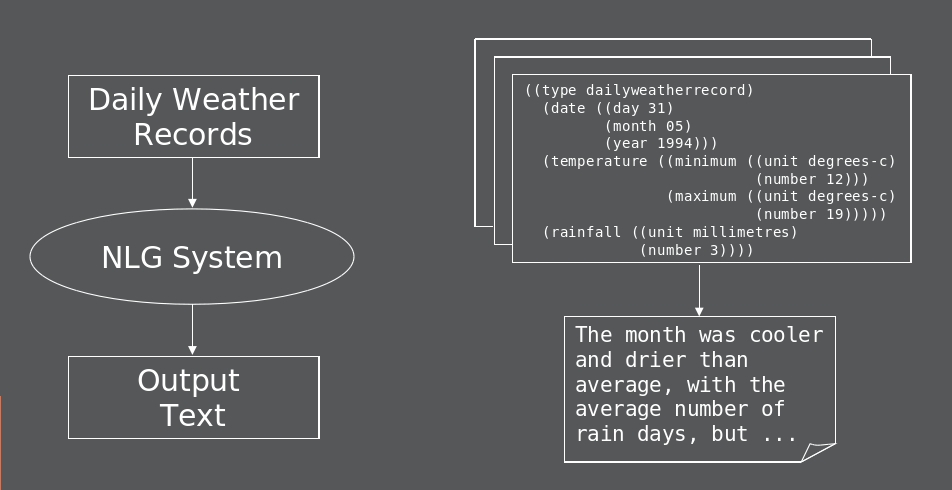 Daily Weather
Records
NLG System
Output
Text
((type dailyweatherrecord)
  (date ((day 31)
         (month 05)
         (year 1994)))
  (temperature ((minimum ((unit degrees-c)
                          (number 12)))
                (maximum ((unit degrees-c)
                          (number 19)))))
  (rainfall ((unit millimetres)
             (number 3))))
The month was cooler
and drier than
average, with the
average number of
rain days, but ...